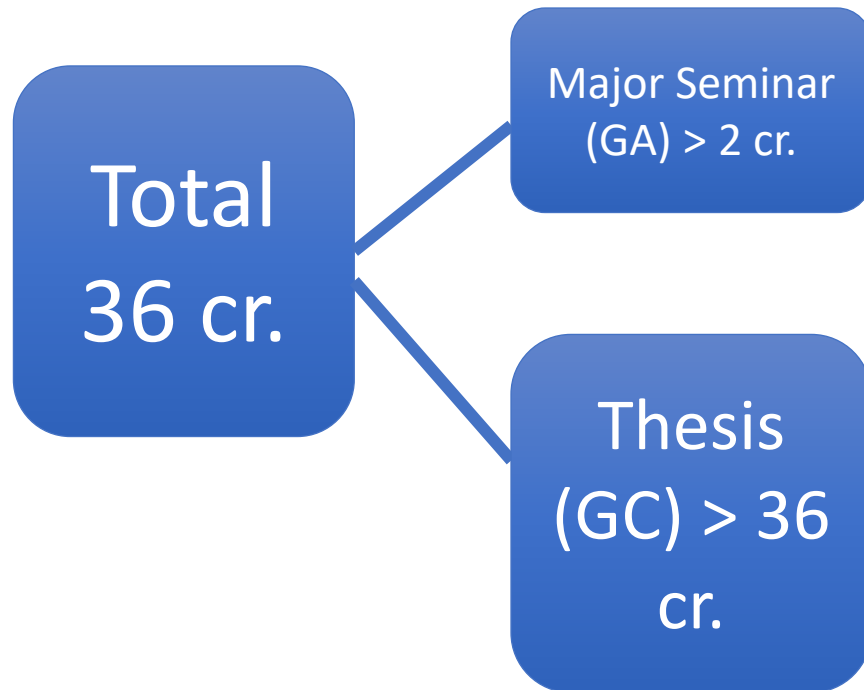 Total
36 cr.
Major Seminar
(GA) > 2 cr.
Thesis
(GC) > 36
cr.